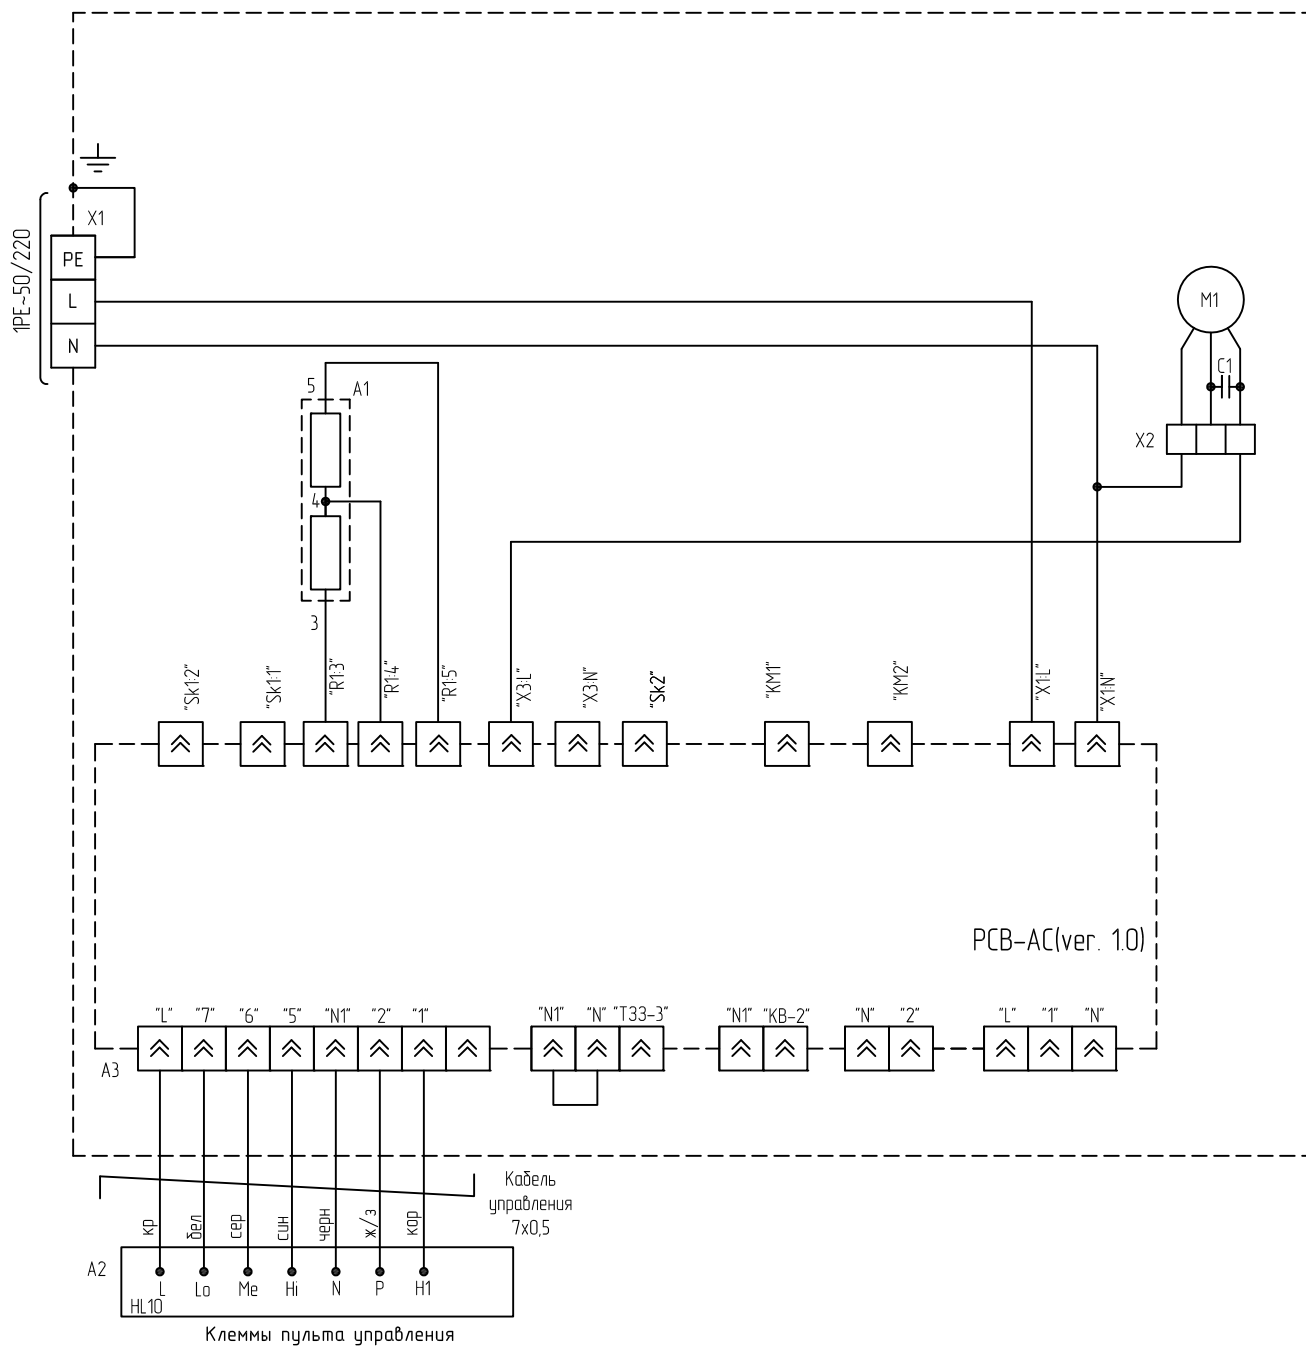 X1
1PE~50/220
PE
L
N
M1
C1
X2
5
A1
4
3
"Sk1:2"
"Sk1:1"
"R1:3"
"R1:4"
"R1:5"
"X3:L"
"X3:N"
"Sk2"
"KM1"
"KM2"
"X1:L"
"X1:N"
PCB-AC(ver. 1.0)
"L" "7" "6" "5" "N1" "2" "1"
"N1" "N" "T33-3"
"N1" "KB-2"
"N" "2"
"L" "1" "N"
A3
Кабель
управления
7x0,5
кр
бел
сер
син
черн
ж/з
кор
A2
L Lo Me Hi N P H1
HL10
Клеммы пульта управления